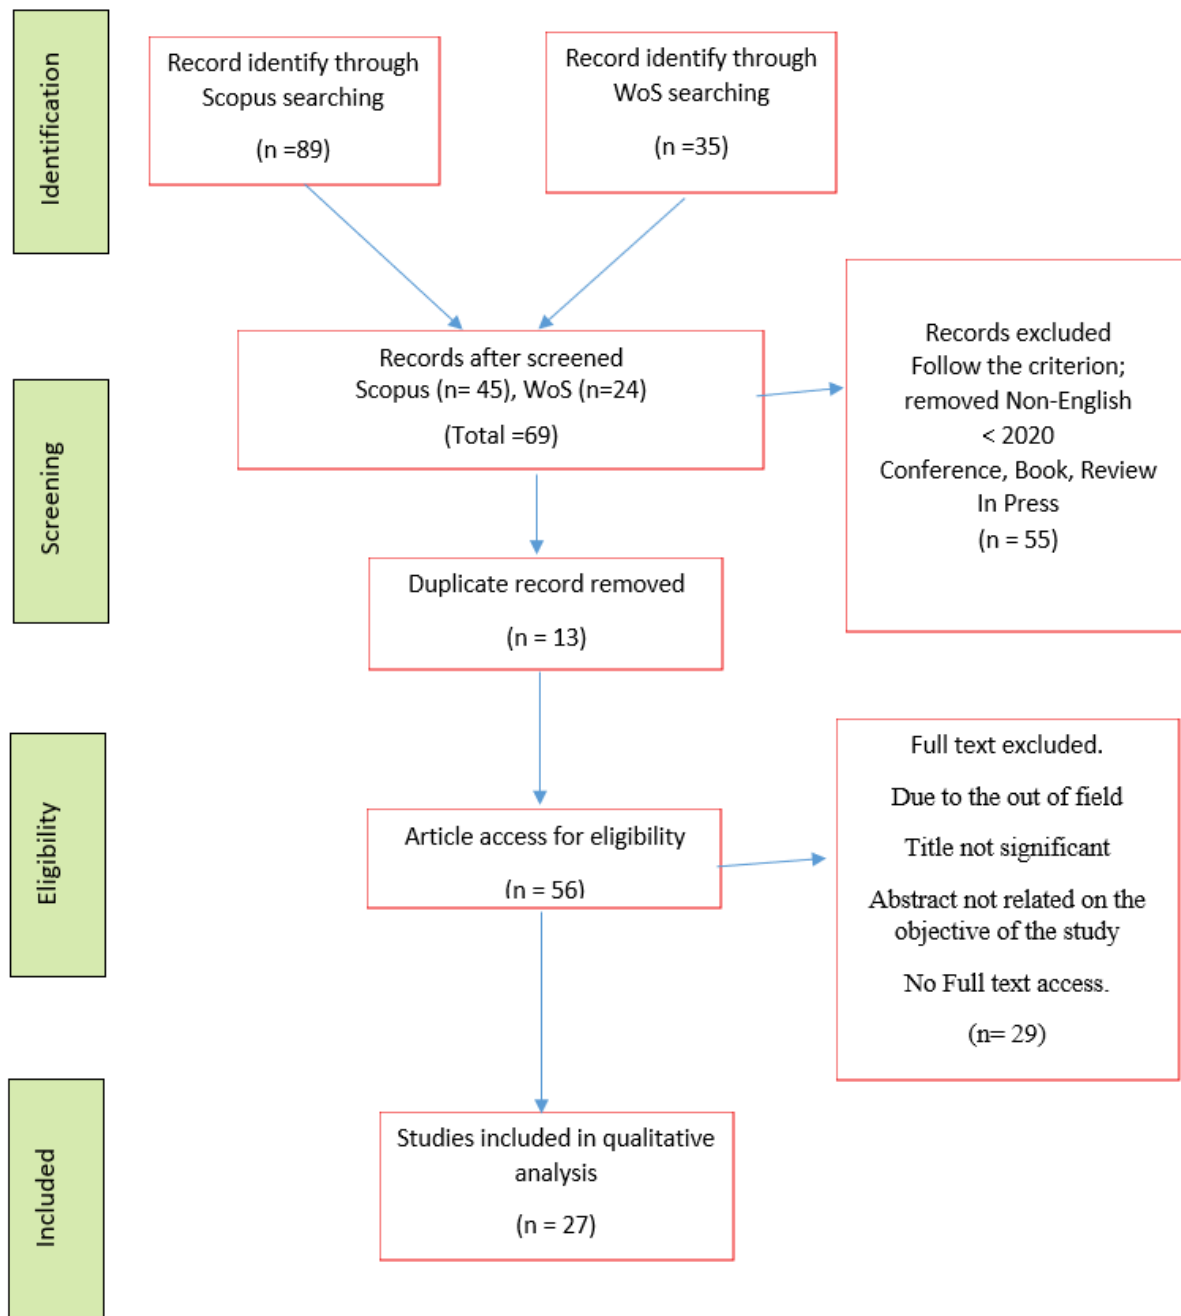 Identification
Record identify through
Scopus searching
(n =89)
Record identify through
WoS searching
(n =35)
Screening
Records after screened
Scopus (n= 45), WoS (n=24)
(Total =69)
Records excluded
Follow the criterion;
removed Non-English
< 2020
Conference, Book, Review
In Press
(n = 55)
Duplicate record removed
(n = 13)
Eligibility
Article access for eligibility
(n = 56)
Full text excluded.
Due to the out of field
Title not significant
Abstract not related on the
objective of the study
No Full text access.
(n= 29)
Included
Studies included in qualitative
analysis
(n = 27)